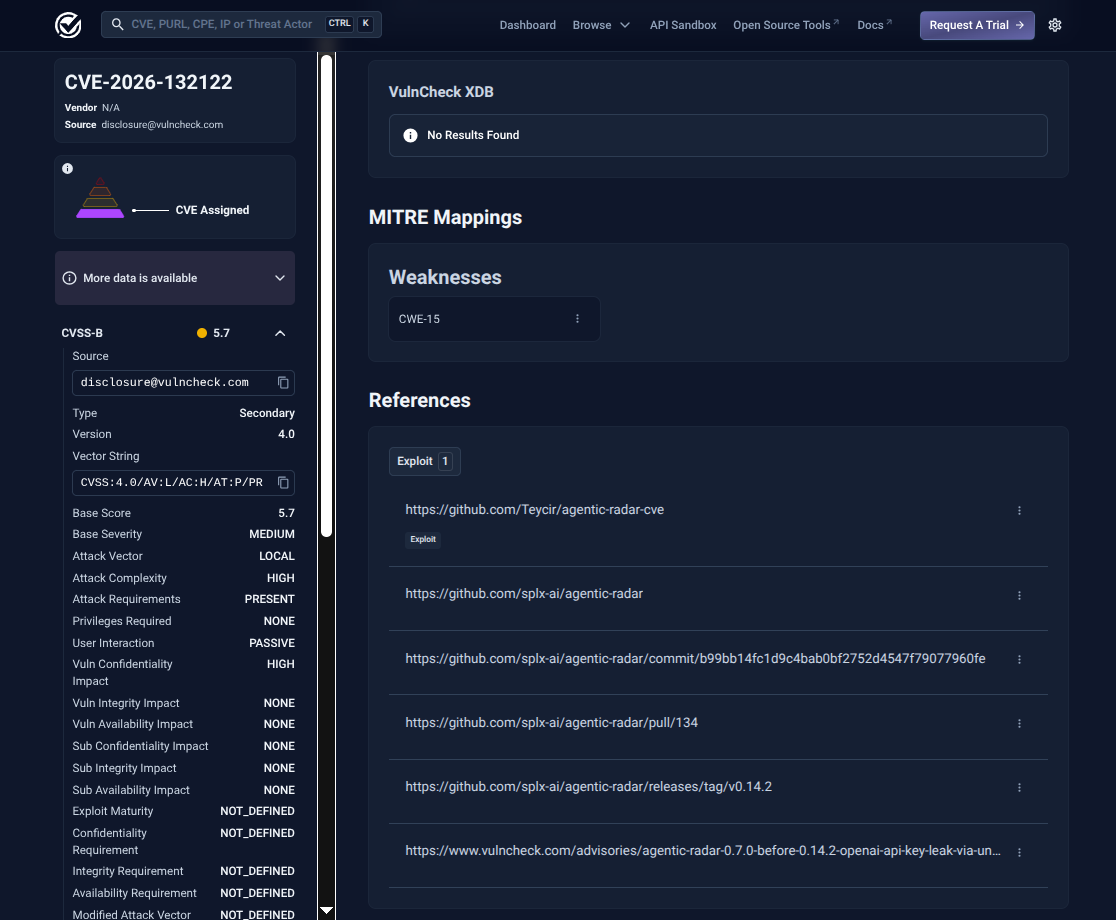 CVE, PURL, CPE, IP or Threat Actor CTRL K
Dashboard Browse API Sandbox Open Source Tools↗ Docs↗ Request A Trial →
CVE-2026-132122
Vendor N/A
Source disclosure@vulncheck.com
CVE Assigned
More data is available
CVSS-B 5.7
Source
disclosure@vulncheck.com
Type Secondary
Version 4.0
Vector String
CVSS:4.0/AV:L/AC:H/AT:P/PR
Base Score 5.7
Base Severity MEDIUM
Attack Vector LOCAL
Attack Complexity HIGH
Attack Requirements PRESENT
Privileges Required NONE
User Interaction PASSIVE
Vuln Confidentiality HIGH
Impact
Vuln Integrity Impact NONE
Vuln Availability Impact NONE
Sub Confidentiality Impact NONE
Sub Integrity Impact NONE
Sub Availability Impact NONE
Exploit Maturity NOT_DEFINED
Confidentiality NOT_DEFINED
Requirement
Integrity Requirement NOT_DEFINED
Availability Requirement NOT_DEFINED
Modified Attack Vector NOT_DEFINED
VulnCheck XDB
No Results Found
MITRE Mappings
Weaknesses
CWE-15
References
Exploit 1
https://github.com/Teycir/agentic-radar-cve
Exploit
https://github.com/splx-ai/agentic-radar
https://github.com/splx-ai/agentic-radar/commit/b99bb14fc1d9c4bab0bf2752d4547f79077960fe
https://github.com/splx-ai/agentic-radar/pull/134
https://github.com/splx-ai/agentic-radar/releases/tag/v0.14.2
https://www.vulncheck.com/advisories/agentic-radar-0.7.0-before-0.14.2-openai-api-key-leak-via-un...